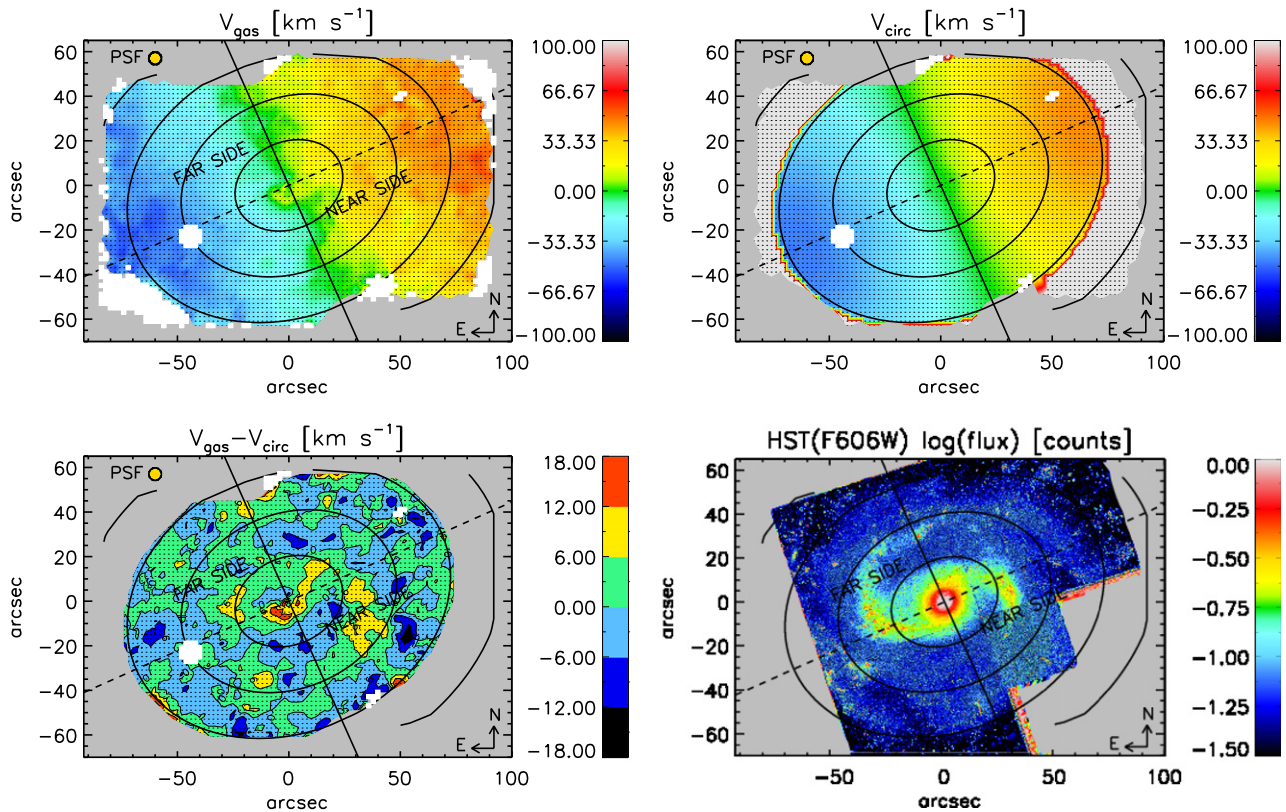 V_gas [km s⁻¹]
PSF
FAR SIDE
NEAR SIDE
N
E
60
40
20
0
−20
−40
−60
arcsec
−50
0
50
100
arcsec
100.00
66.67
33.33
0.00
−33.33
−66.67
−100.00
V_circ [km s⁻¹]
PSF
N
E
60
40
20
0
−20
−40
−60
arcsec
−50
0
50
100
arcsec
100.00
66.67
33.33
0.00
−33.33
−66.67
−100.00
V_gas−V_circ [km s⁻¹]
PSF
FAR SIDE
NEAR SIDE
N
E
60
40
20
0
−20
−40
−60
arcsec
−50
0
50
100
arcsec
18.00
12.00
6.00
0.00
−6.00
−12.00
−18.00
HST(F606W) log(flux) [counts]
FAR SIDE
NEAR SIDE
N
E
60
40
20
0
−20
−40
−60
arcsec
−50
0
50
100
arcsec
0.00
−0.25
−0.50
−0.75
−1.00
−1.25
−1.50